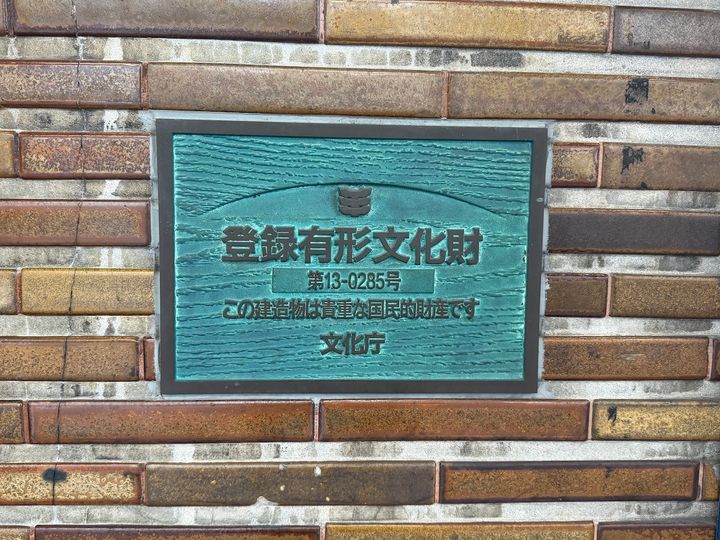 登録有形文化財
第13-0285号
この建造物は貴重な国民的財産です
文化庁